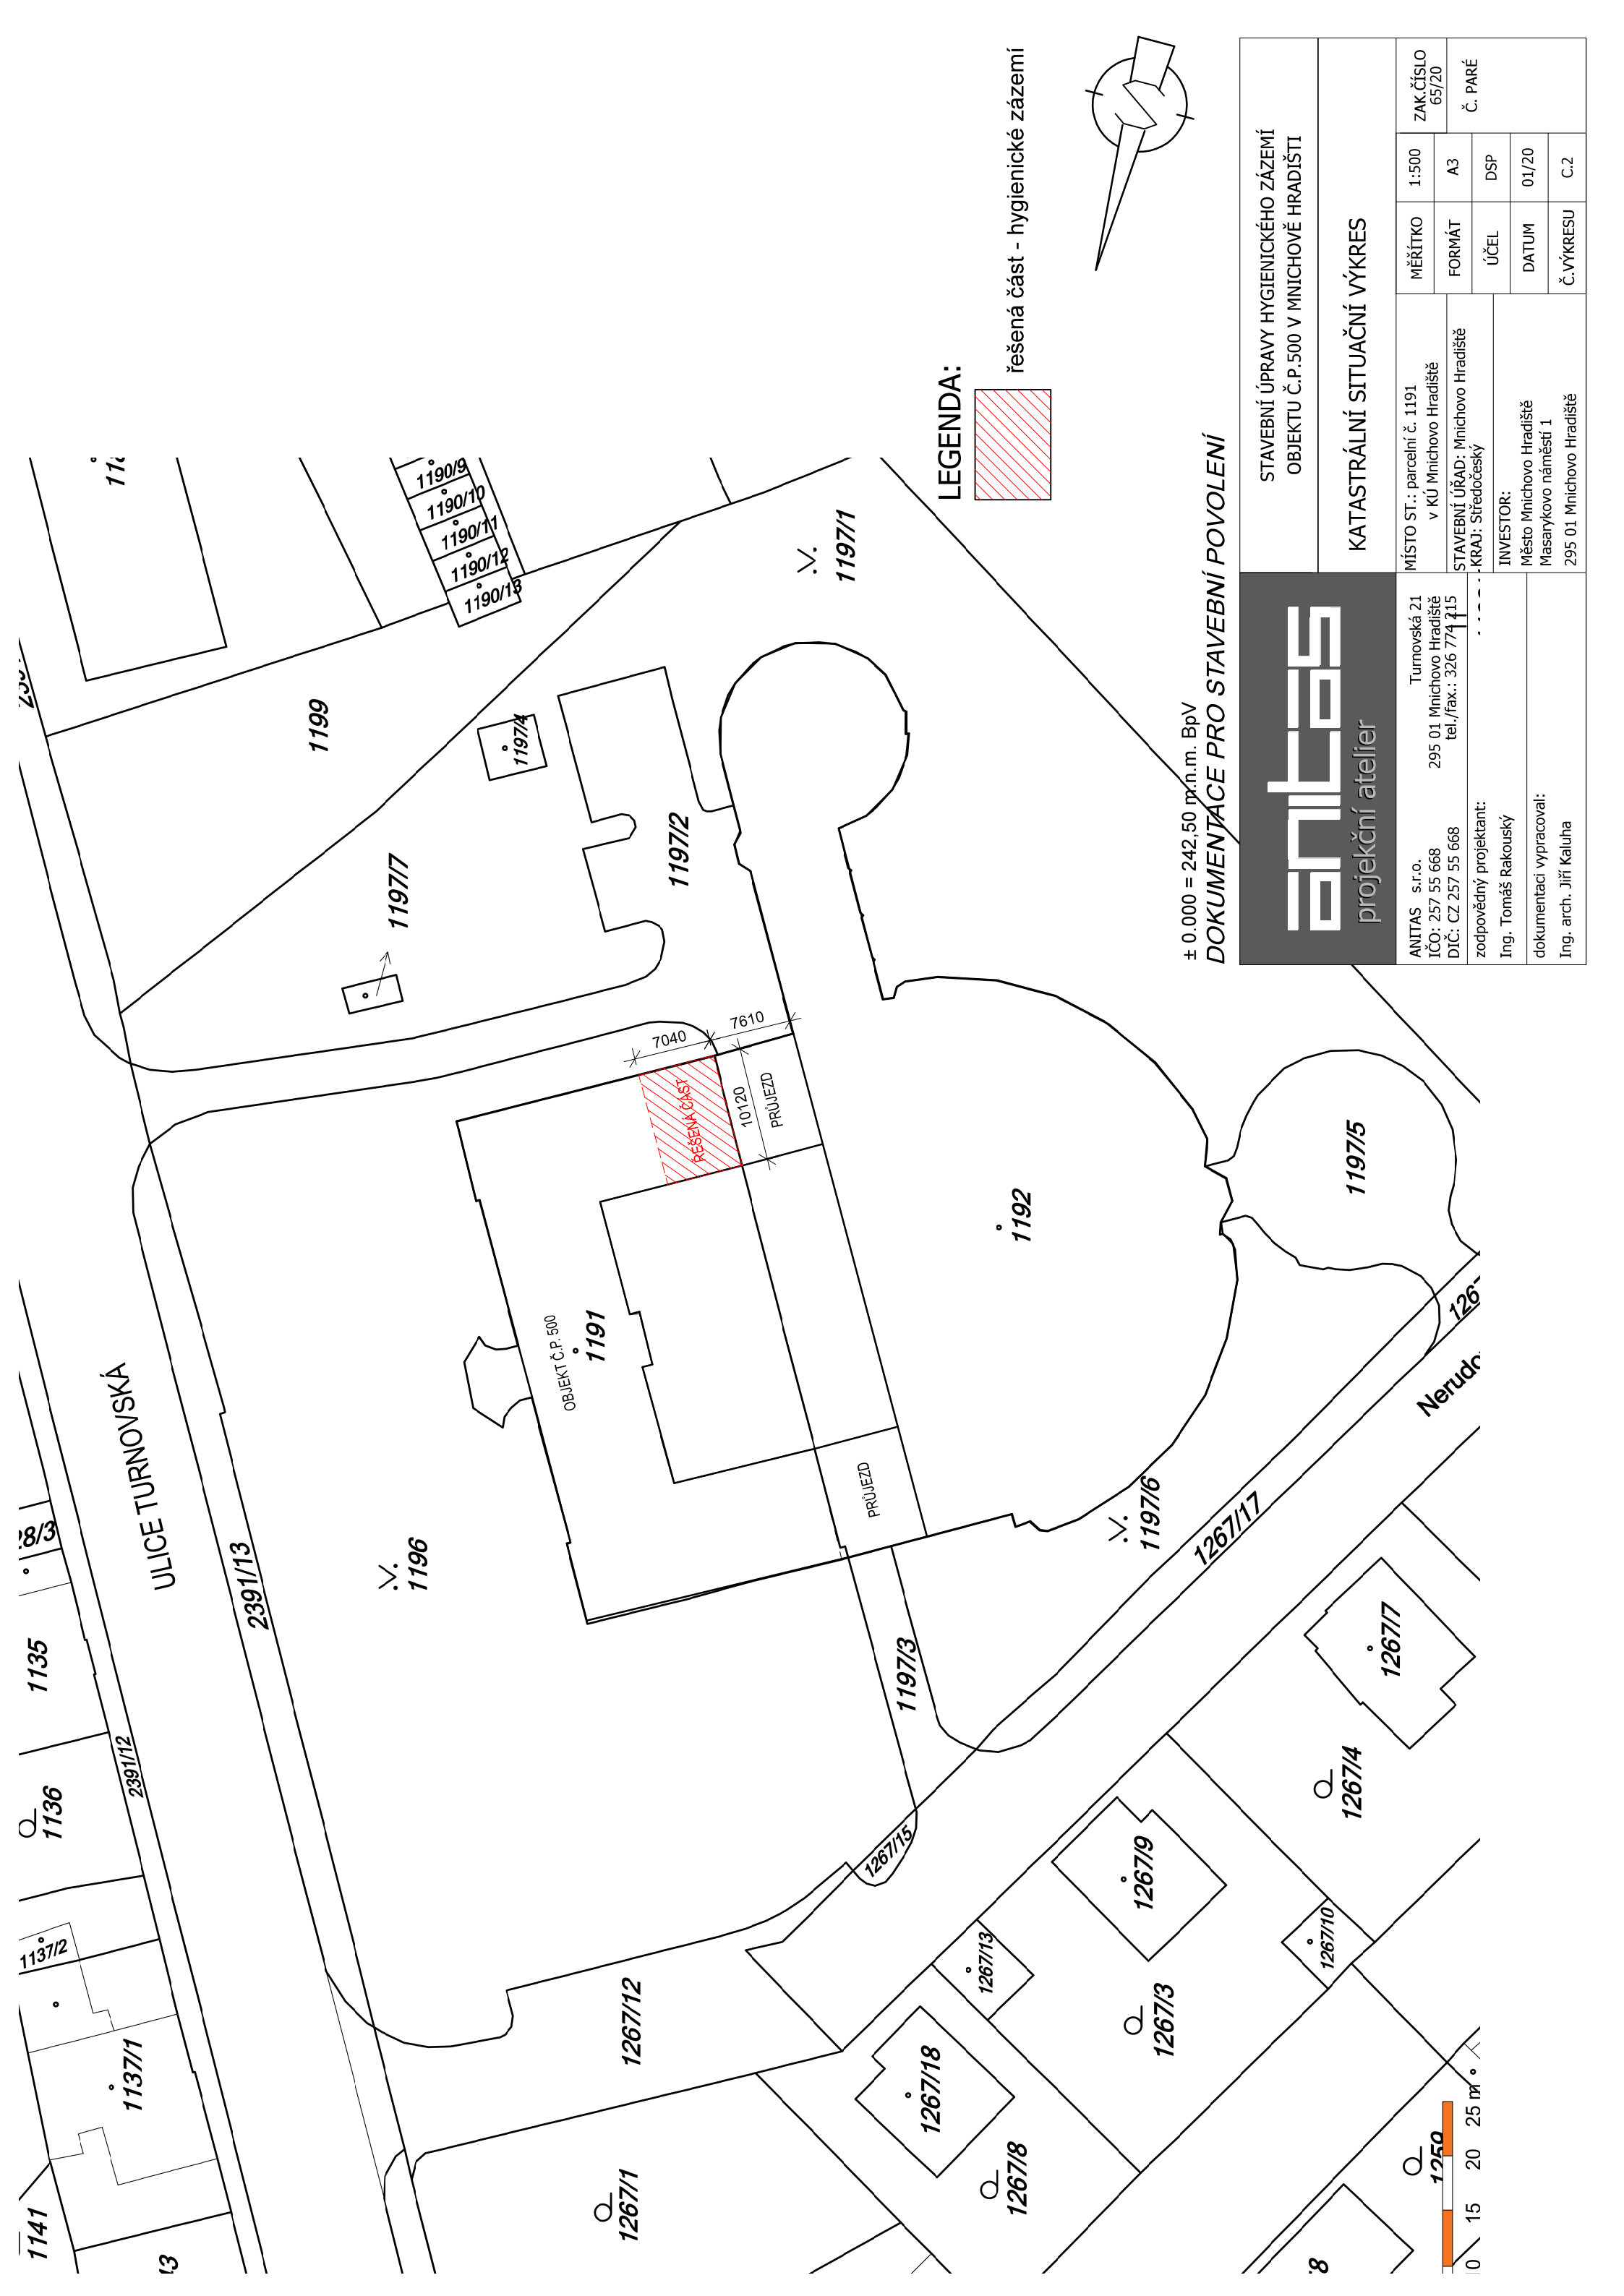 LEGENDA:
řešená část - hygienické zázemí
± 0.000 = 242,50 m.n.m. BpV
DOKUMENTACE PRO STAVEBNÍ POVOLENÍ
STAVEBNÍ ÚPRAVY HYGIENICKÉHO ZÁZEMÍ
OBJEKTU Č.P.500 V MNICHOVĚ HRADIŠTI
KATASTRÁLNÍ SITUAČNÍ VÝKRES
anitas
projekční atelier
ANITAS s.r.o.
IČO: 257 55 668
DIČ: CZ 257 55 668
Turnovská 21
295 01 Mnichovo Hradiště
tel./fax.: 326 774 215
zodpovědný projektant:
Ing. Tomáš Rakouský
dokumentaci vypracoval:
Ing. arch. Jiří Kaluha
MÍSTO ST.: parcelní č. 1191
v KÚ Mnichovo Hradiště
STAVEBNÍ ÚŘAD: Mnichovo Hradiště
KRAJ: Středočeský
INVESTOR:
Město Mnichovo Hradiště
Masarykovo náměstí 1
295 01 Mnichovo Hradiště
MĚŘÍTKO 1:500
FORMÁT A3
ÚČEL DSP
DATUM 01/20
Č.VÝKRESU C.2
ZAK.ČÍSLO
65/20
Č. PARÉ
1190/9
1190/10
1190/11
1190/12
1190/13
1197/1
1199
1197/4
1197/2
1197/7
7040
7610
10120
ŘEŠENÁ ČÁST
PRŮJEZD
1192
1197/5
OBJEKT Č.P. 500
1191
PRŮJEZD
ULICE TURNOVSKÁ
2391/13
1196
1197/6
1267/17
1197/3
28/3
1135
2391/12
1136
1137/2
1137/1
1141
1267/15
1267/7
1267/4
1267/9
1267/10
1267/13
1267/3
1267/12
1267/18
1267/8
1267/1
1259
10 15 20 25 m